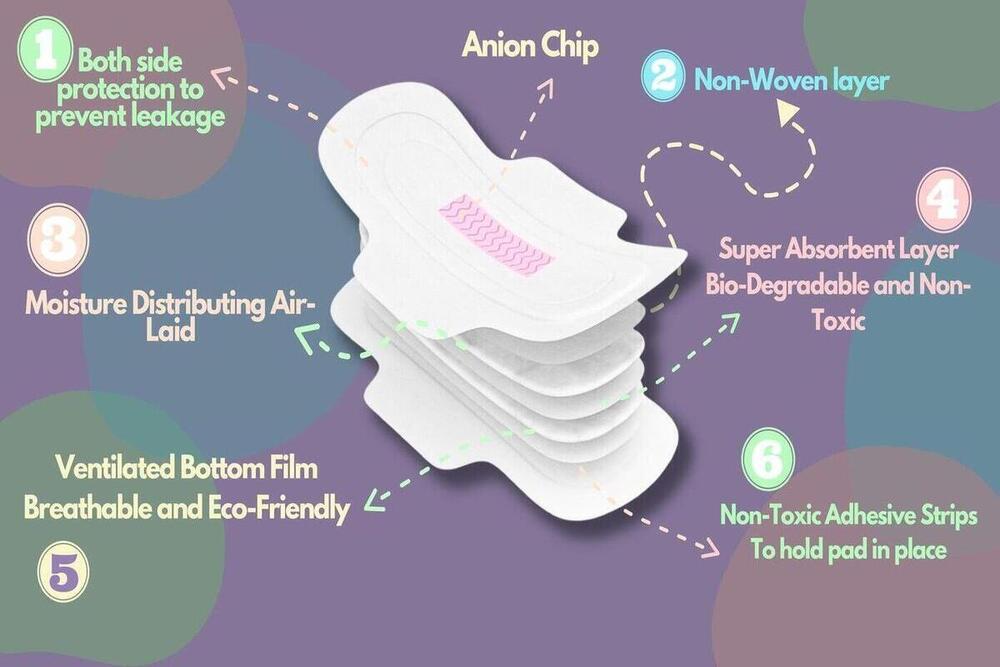 1
Both side
protection to
prevent leakage
Anion Chip
2
Non-Woven layer
3
Moisture Distributing Air-
Laid
4
Super Absorbent Layer
Bio-Degradable and Non-
Toxic
Ventilated Bottom Film
Breathable and Eco-Friendly
5
6
Non-Toxic Adhesive Strips
To hold pad in place